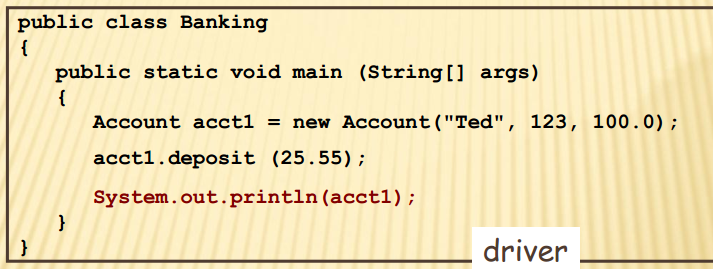 public class Banking
{
public static void main (String[] args)
{
Account acct1 = new Account("Ted", 123, 100.0);
acct1.deposit (25.55);
System.out.println(acct1);
}
}
driver